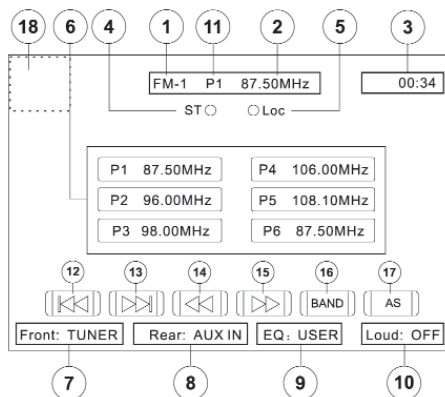 18 6 4 1 11 2 5 3
FM-1 P1 87.50MHz 00:34
ST Loc
P1 87.50MHz P4 106.00MHz
P2 96.00MHz P5 108.10MHz
P3 98.00MHz P6 87.50MHz
12 13 14 15 16 17
BAND AS
Front: TUNER Rear: AUX IN EQ: USER Loud: OFF
7 8 9 10